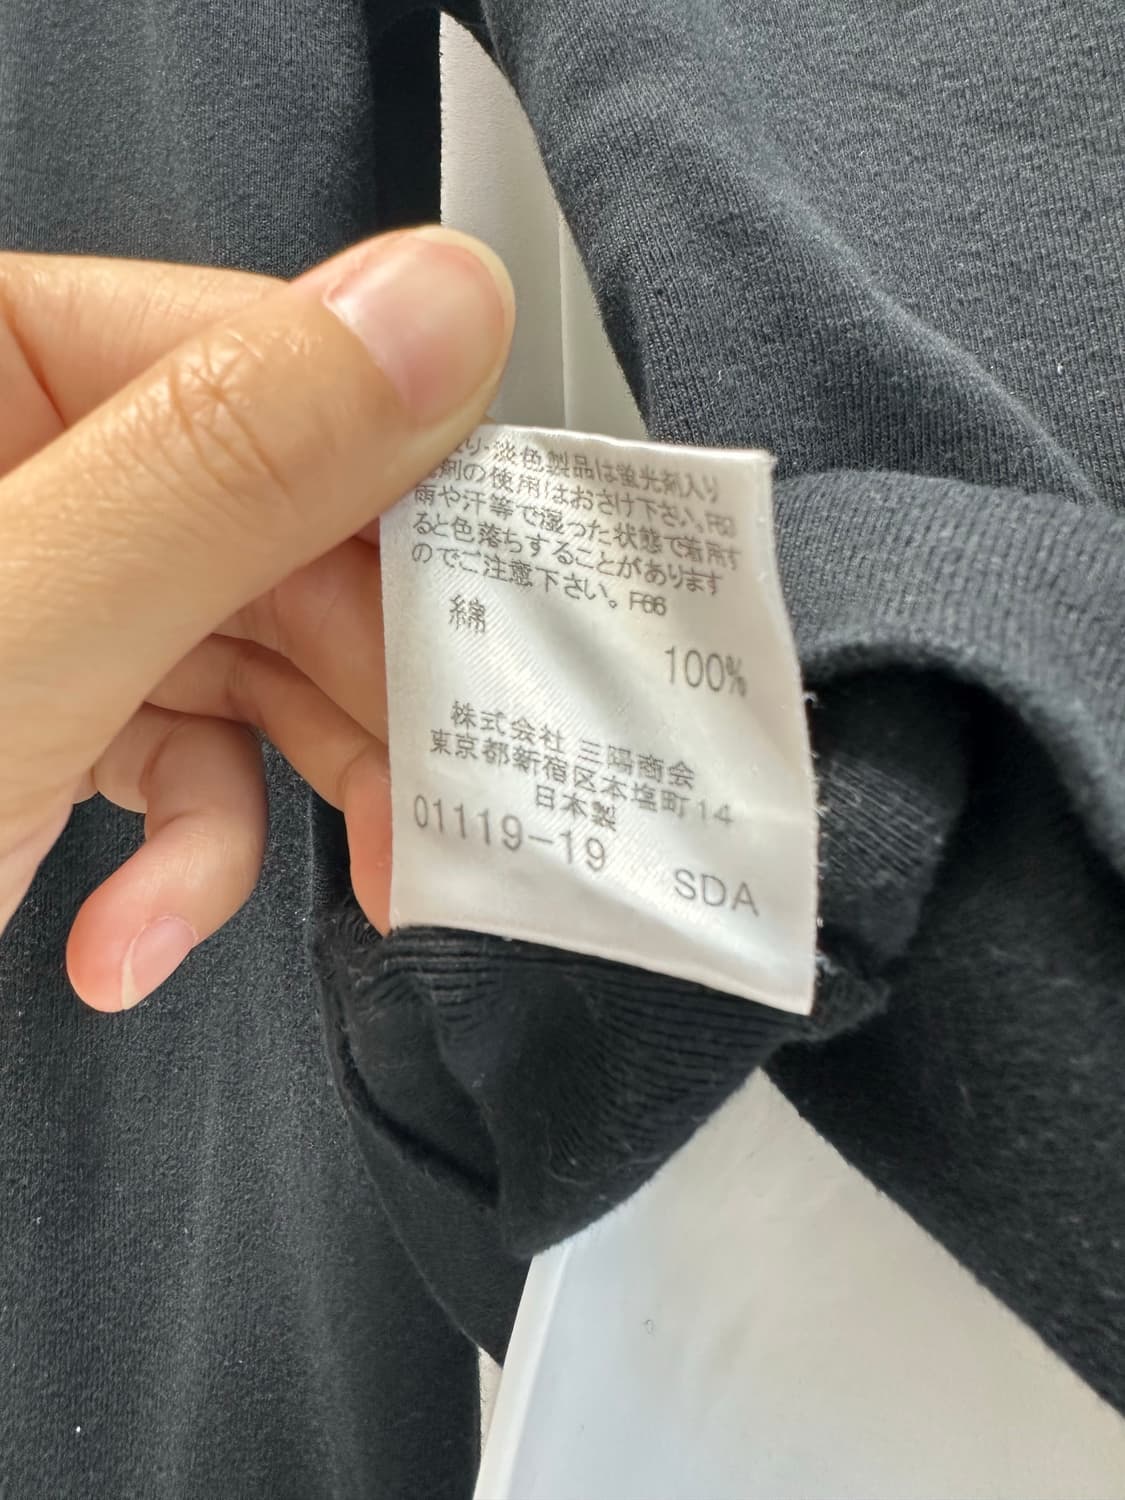 り・淡色製品は蛍光剤入り
剤の使用はおさけ下さい。F62
雨や汗等で湿った状態で着用す
ると色落ちすることがあります
のでご注意下さい。F66
綿
100%
株式会社 三陽商会
東京都新宿区本塩町14
日本製
01119-19 SDA